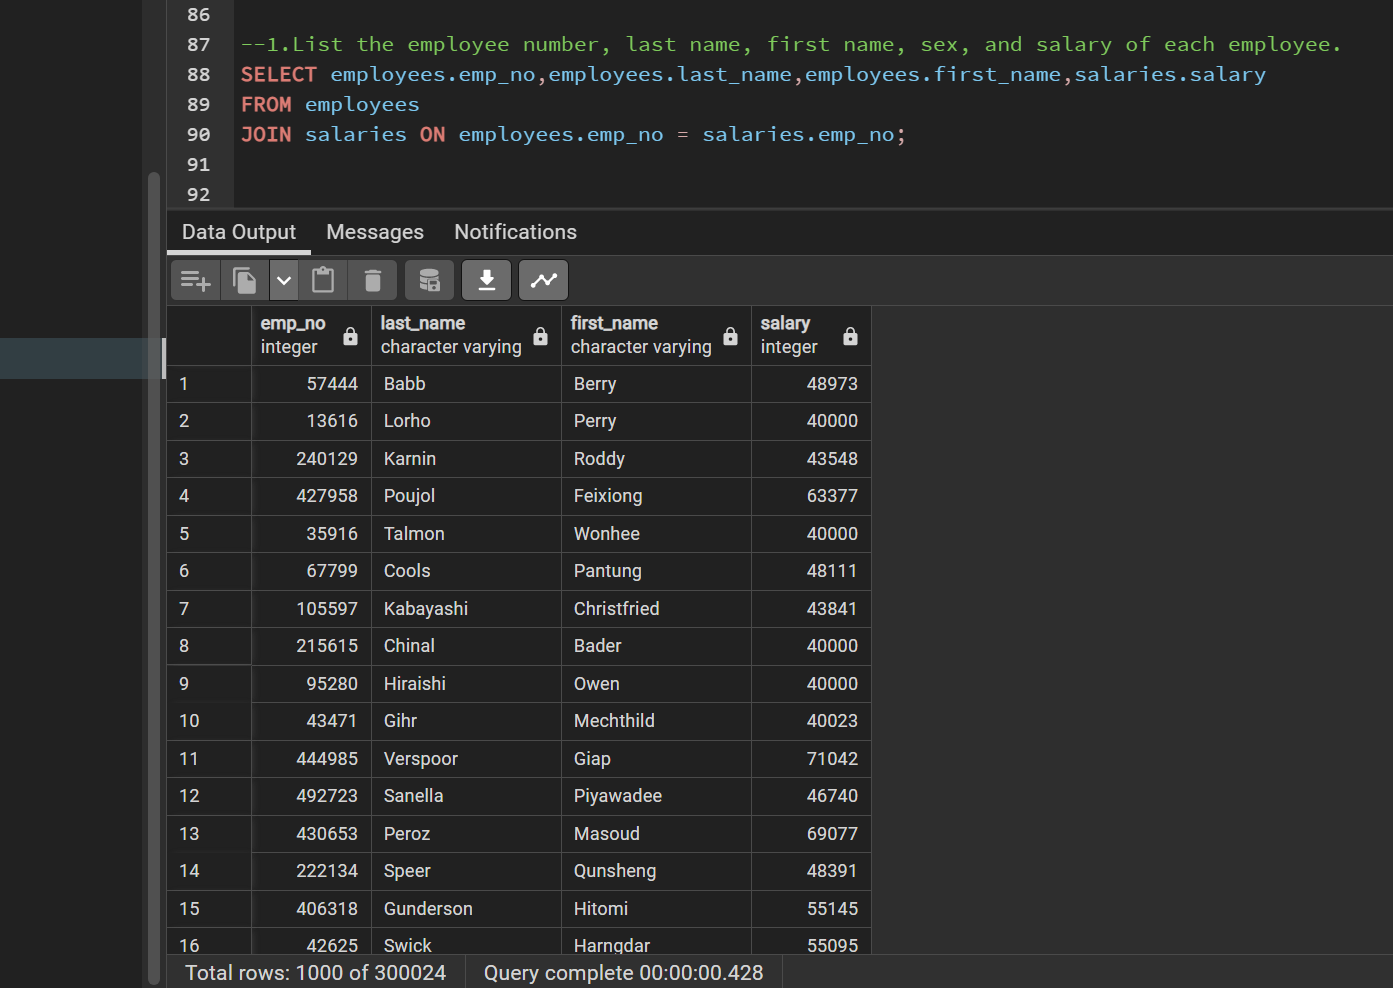 86
87 --1.List the employee number, last name, first name, sex, and salary of each employee.
88 SELECT employees.emp_no,employees.last_name,employees.first_name,salaries.salary
89 FROM employees
90 JOIN salaries ON employees.emp_no = salaries.emp_no;
91
92
Data Output Messages Notifications
emp_no last_name first_name salary
integer character varying character varying integer
1 57444 Babb Berry 48973
2 13616 Lorho Perry 40000
3 240129 Karnin Roddy 43548
4 427958 Poujol Feixiong 63377
5 35916 Talmon Wonhee 40000
6 67799 Cools Pantung 48111
7 105597 Kabayashi Christfried 43841
8 215615 Chinal Bader 40000
9 95280 Hiraishi Owen 40000
10 43471 Gihr Mechthild 40023
11 444985 Verspoor Giap 71042
12 492723 Sanella Piyawadee 46740
13 430653 Peroz Masoud 69077
14 222134 Speer Qunsheng 48391
15 406318 Gunderson Hitomi 55145
16 42625 Swick Harngdar 55095
Total rows: 1000 of 300024 Query complete 00:00:00.428